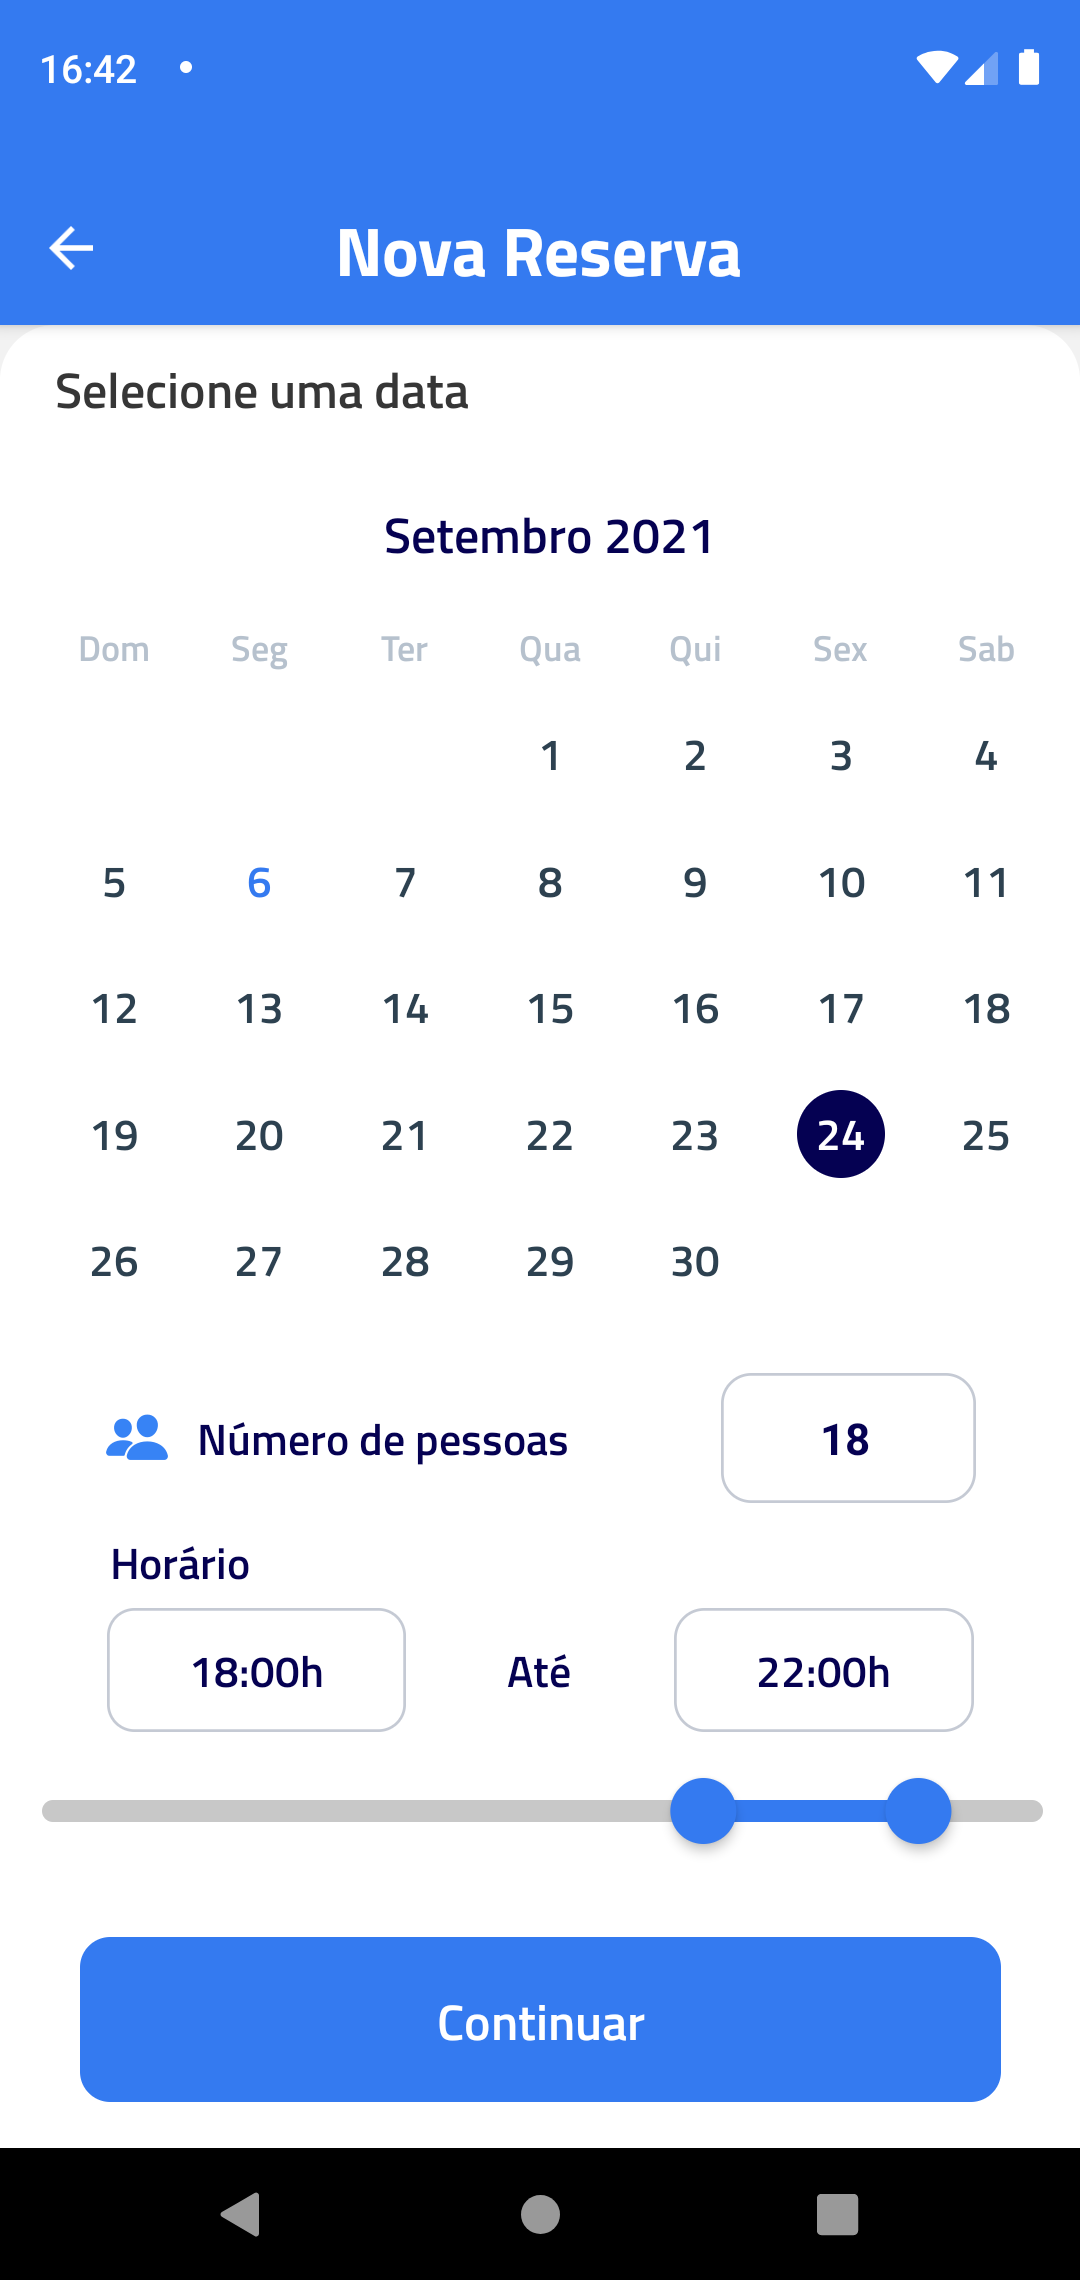 16:42
Nova Reserva
Selecione uma data
Setembro 2021
Dom Seg Ter Qua Qui Sex Sab
1 2 3 4
5 6 7 8 9 10 11
12 13 14 15 16 17 18
19 20 21 22 23 24 25
26 27 28 29 30
Número de pessoas 18
Horário
18:00h Até 22:00h
Continuar